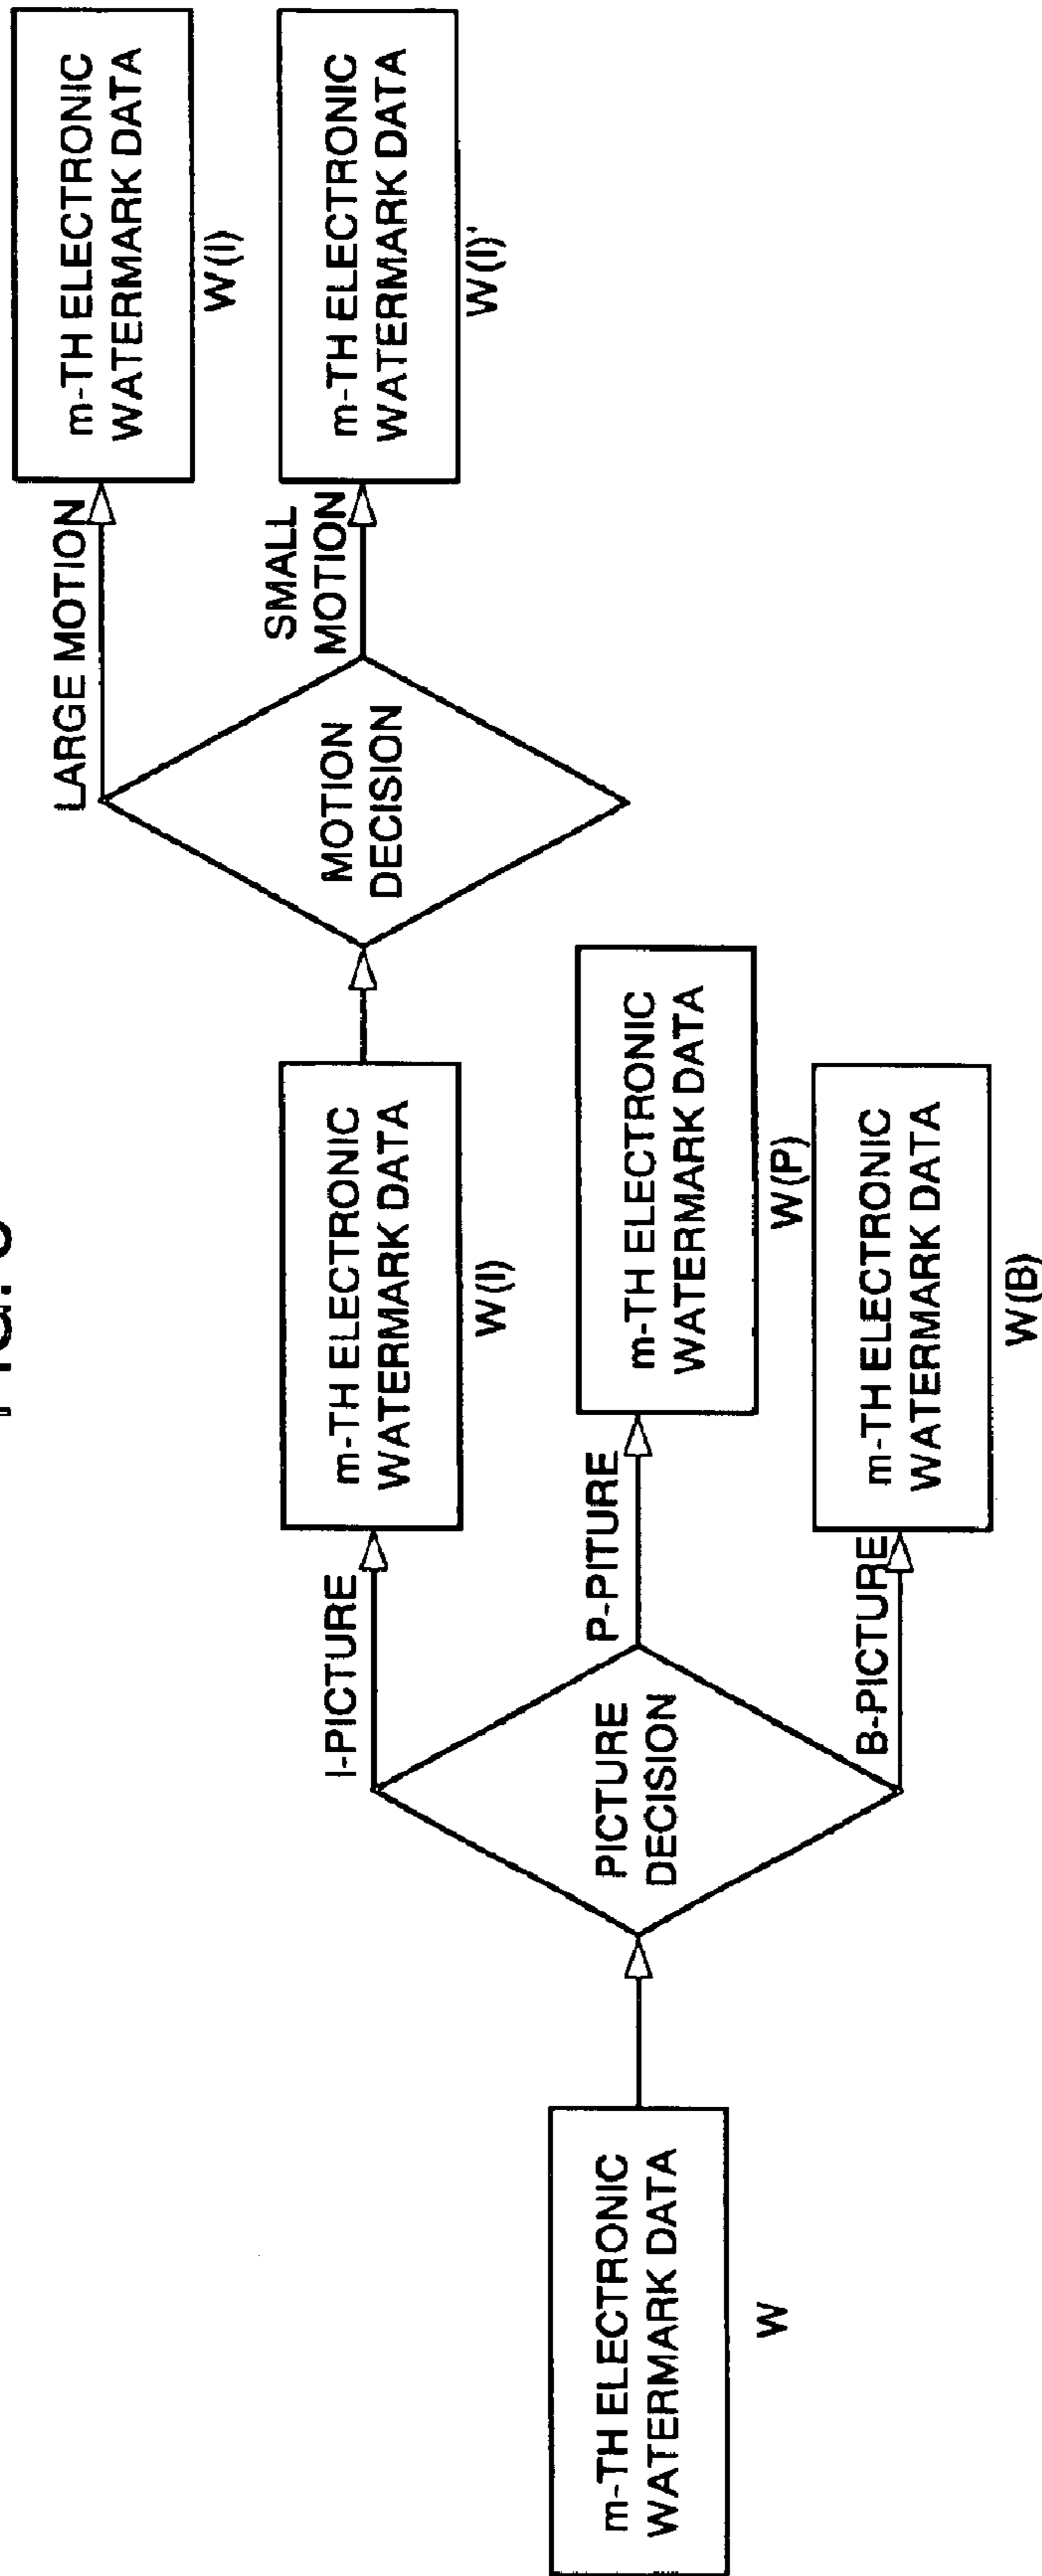 FIG.
m-TH ELECTRONIC
WATERMARK DATA
W
PICTURE
DECISION
I-PICTURE
P-PITURE
B-PICTURE
m-TH ELECTRONIC
WATERMARK DATA
W(I)
m-TH ELECTRONIC
WATERMARK DATA
W(P)
m-TH ELECTRONIC
WATERMARK DATA
W(B)
MOTION
DECISION
LARGE MOTION
SMALL
MOTION
m-TH ELECTRONIC
WATERMARK DATA
W(I)
m-TH ELECTRONIC
WATERMARK DATA
W(I)'